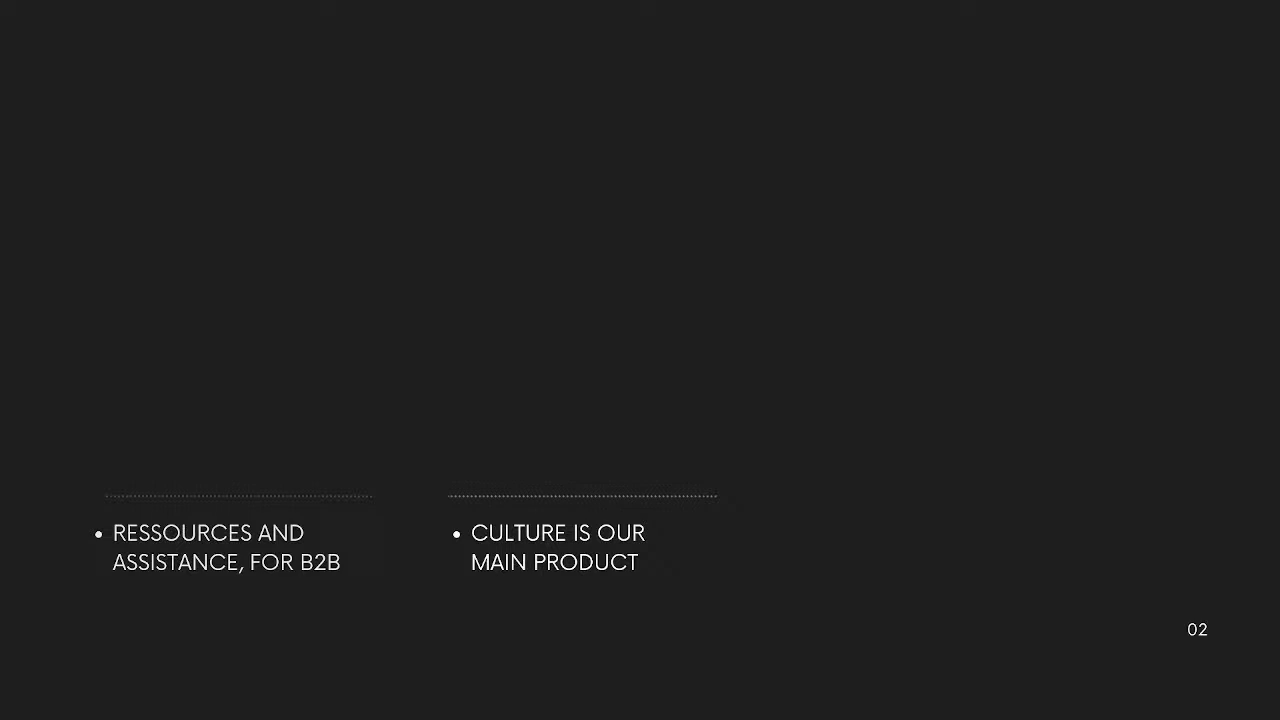 • RESSOURCES AND
ASSISTANCE, FOR B2B
• CULTURE IS OUR
MAIN PRODUCT
02